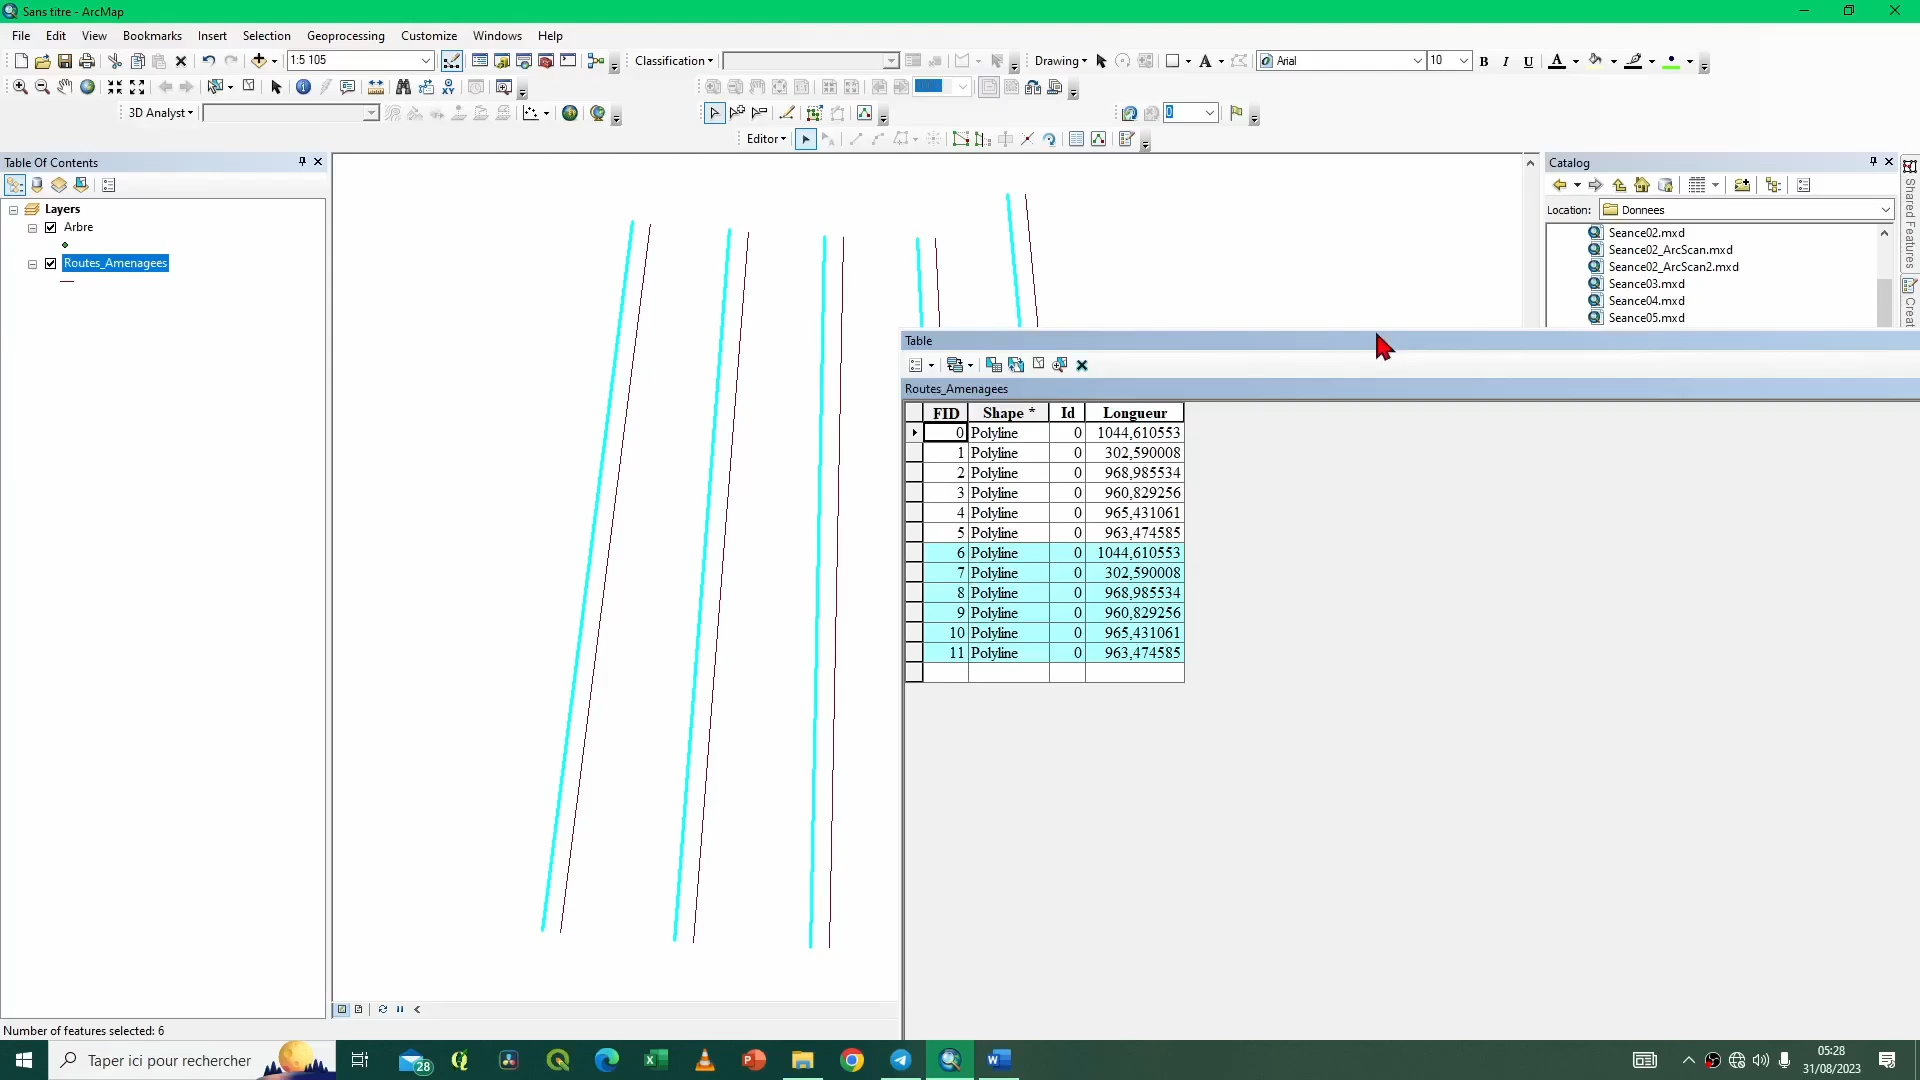 Sans titre - ArcMap
File Edit View Bookmarks Insert Selection Geoprocessing Customize Windows Help
1:5 105
Classification
Drawing
Arial
10
B I U A
3D Analyst
0
Editor
Table Of Contents
Layers
Arbre
Routes_Amenagees
Catalog
Location: Donnees
Seance02.mxd
Seance02_ArcScan.mxd
Seance02_ArcScan2.mxd
Seance03.mxd
Seance04.mxd
Seance05.mxd
Shared Features
Creat
Table
Routes_Amenagees
FID Shape * Id Longueur
0 Polyline 0 1044,610553
1 Polyline 0 302,590008
2 Polyline 0 968,985534
3 Polyline 0 960,829256
4 Polyline 0 965,431061
5 Polyline 0 963,474585
6 Polyline 0 1044,610553
7 Polyline 0 302,590008
8 Polyline 0 968,985534
9 Polyline 0 960,829256
10 Polyline 0 965,431061
11 Polyline 0 963,474585
Number of features selected: 6
Taper ici pour rechercher
28
05:28
31/08/2023